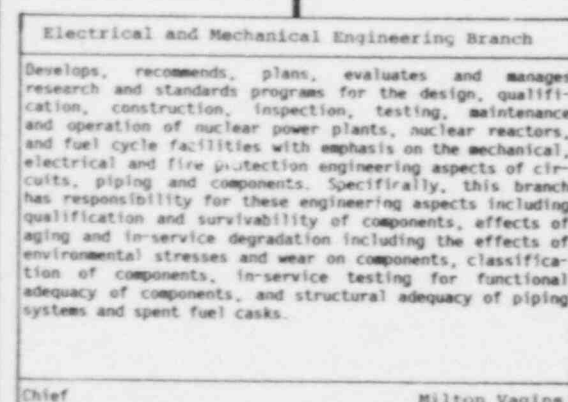 Electrical and Mechanical Engineering Branch
Develops, recommends, plans, evaluates and manages
research and standards programs for the design, qualifi-
cation, construction, inspection, testing, maintenance
and operation of nuclear power plants, nuclear reactors,
and fuel cycle facilities with emphasis on the mechanical,
electrical and fire protection engineering aspects of cir-
cuits, piping and components. Specifically, this branch
has responsibility for these engineering aspects including
qualification and survivability of components, effects of
aging and in-service degradation including the effects of
environmental stresses and wear on components, classifica-
tion of components, in-service testing for functional
adequacy of components, and structural adequacy of piping
systems and spent fuel casks.
Chief Milton Vagins